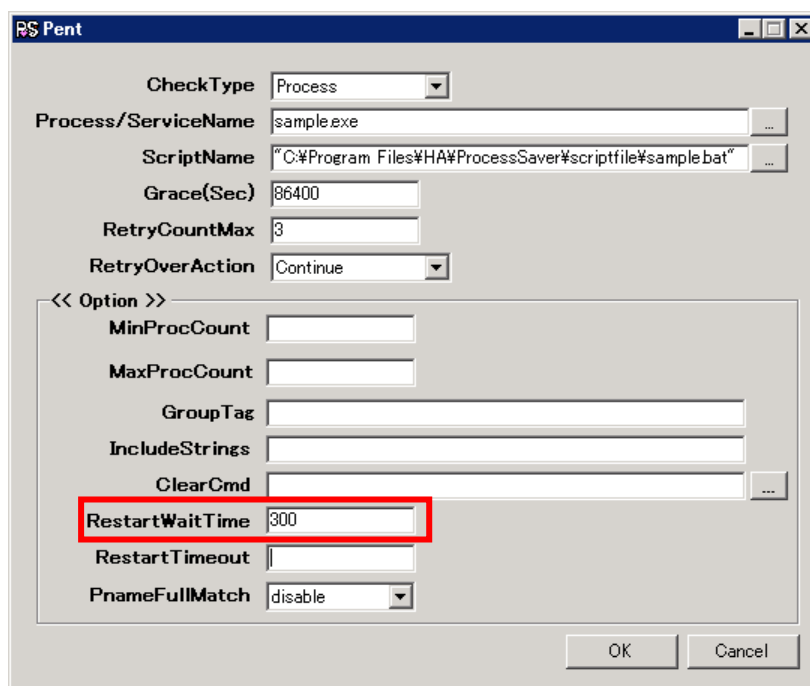 PS Pent
CheckType Process
Process/ServiceName sample.exe ...
ScriptName "C:¥Program Files¥HA¥ProcessSaver¥scriptfile¥sample.bat" ...
Grace(Sec) 86400
RetryCountMax 3
RetryOverAction Continue
<< Option >>
MinProcCount
MaxProcCount
GroupTag
IncludeStrings
ClearCmd ...
RestartWaitTime 300
RestartTimeout
PnameFullMatch disable
OK Cancel